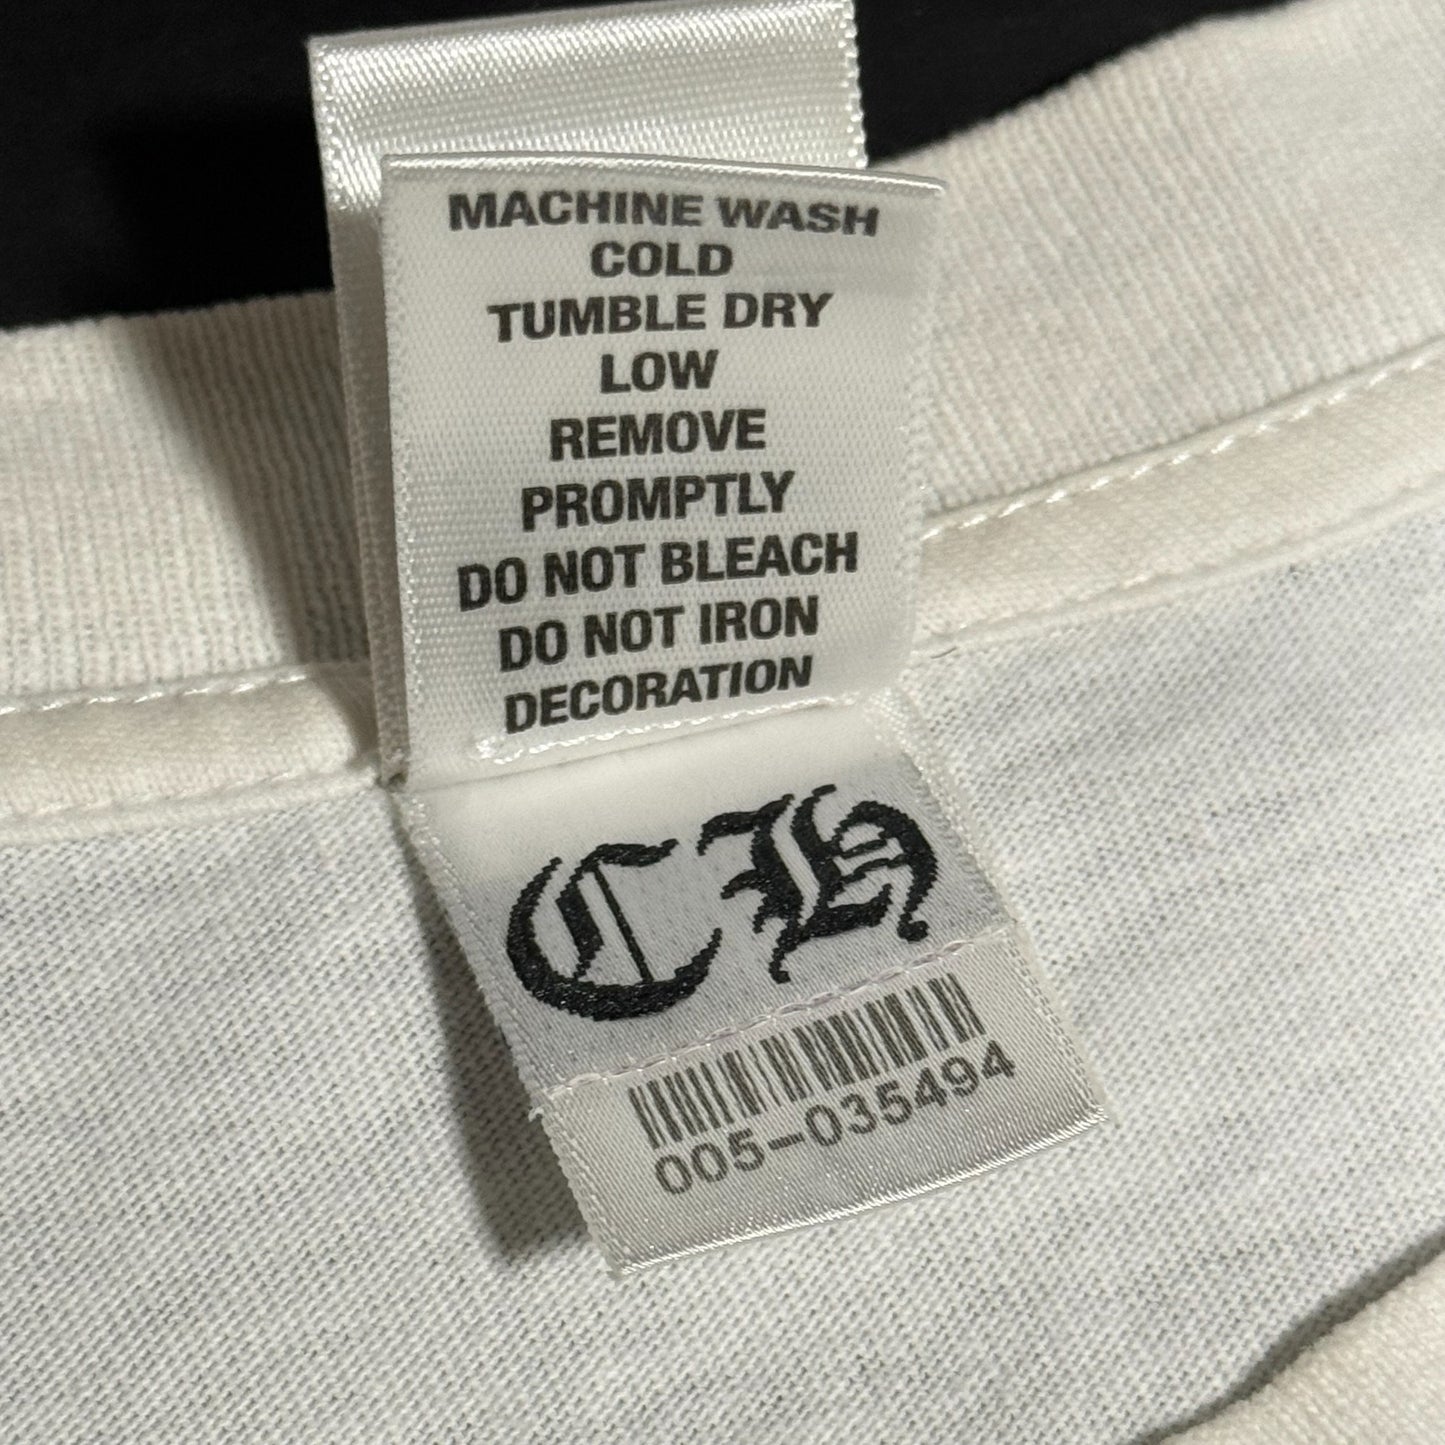 MACHINE WASH
COLD
TUMBLE DRY
LOW
REMOVE
PROMPTLY
DO NOT BLEACH
DO NOT IRON
DECORATION
CH
005-035494